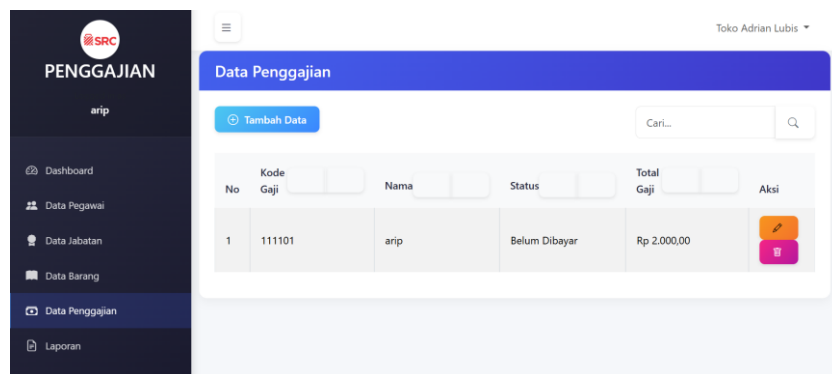 SRC
PENGGAJIAN
arip
Dashboard
Data Pegawai
Data Jabatan
Data Barang
Data Penggajian
Laporan
Toko Adrian Lubis
Data Penggajian
Tambah Data
Cari...
No Kode Gaji Nama Status Total Gaji Aksi
1 111101 arip Belum Dibayar Rp 2.000,00